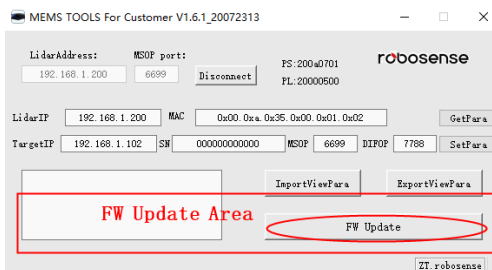 MEMS TOOLS For Customer V1.6.1_20072313
LidarAddress: MSOP port:
192.168.1.200 6699 Disconnect
PS:200a0701
PL:20000500
robosense
LidarIP 192.168.1.200 MAC 0x00.0xa.0x35.0x00.0x01.0x02 GetPara
TargetIP 192.168.1.102 SN 000000000000 MSOP 6699 DIFOP 7788 SetPara
ImportViewPara ExportViewPara
FW Update Area
FW Update
ZT.robosense